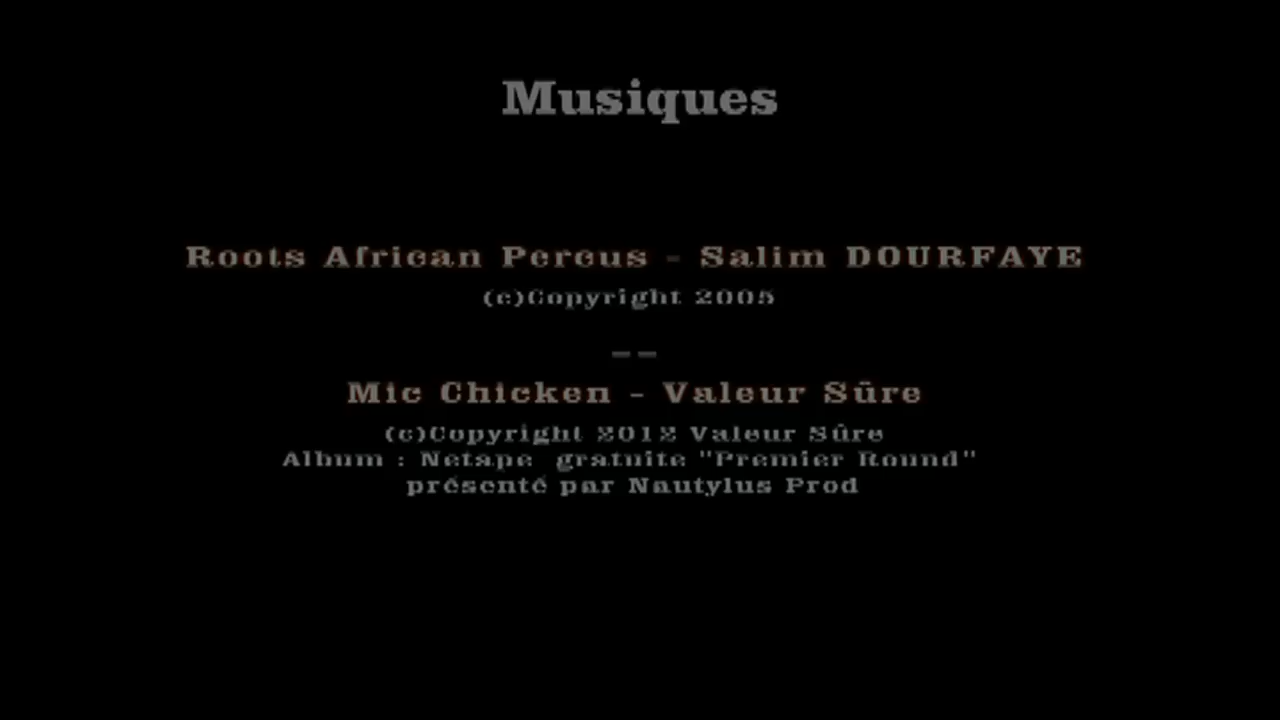 Musiques
Roots African Percus - Salim DOURFAYE
(c)Copyright 2005
--
Mic Chicken - Valeur Sûre
(c)Copyright 2012 Valeur Sûre
Album : Netape gratuite "Premier Round"
présenté par Nautylus Prod